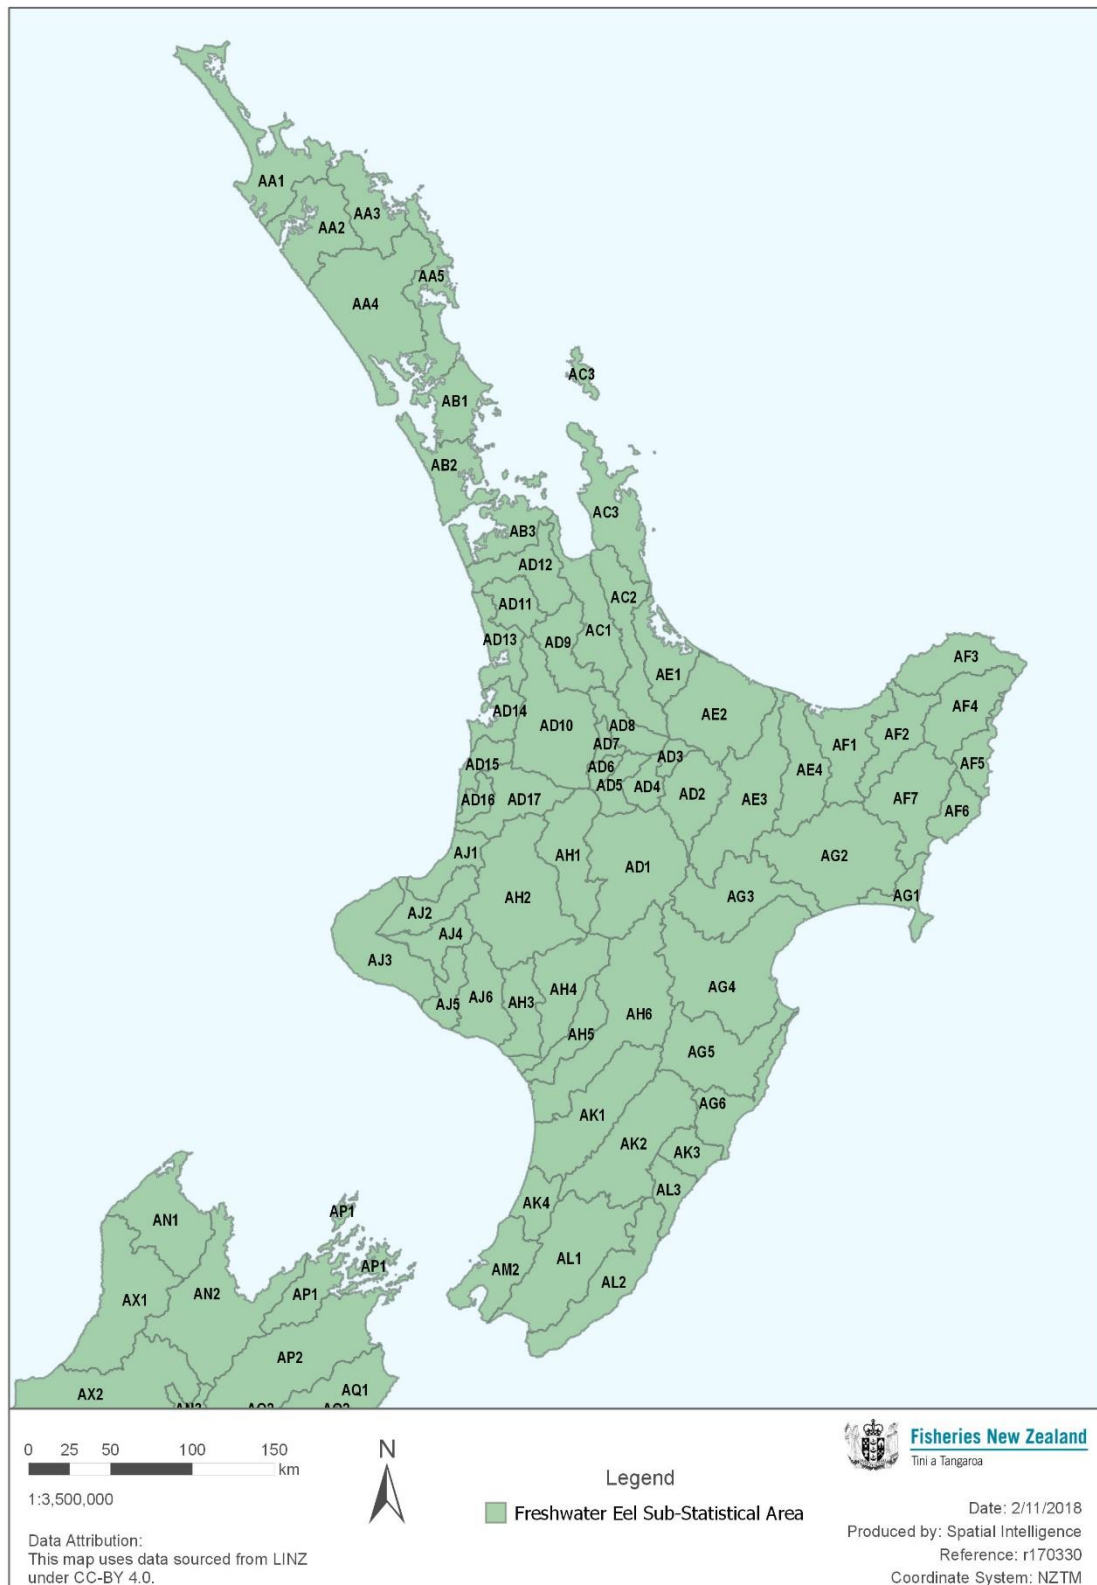 AA1
AA3
AA2
AA5
AA4
AC3
AB1
AB2
AC3
AB3
AD12
AC2
AD11
AC1
AD13
AD9
AF3
AE1
AF4
AD14
AE2
AD10
AD8
AF2
AD7
AF1
AD3
AD15
AD6
AF5
AE4
AD5
AD4
AD2
AD16
AD17
AE3
AF7
AF6
AJ1
AH1
AG2
AD1
AH2
AG3
AG1
AJ2
AJ4
AJ3
AG4
AH4
AJ6
AJ5
AH3
AH6
AH5
AG5
AG6
AK1
AK2
AK3
AL3
AK4
AP1
AN1
AL1
AP1
AM2
AL2
AN2
AP1
AX1
AP2
AQ1
AX2
0 25 50 100 150
km
1:3,500,000
N
Legend
Freshwater Eel Sub-Statistical Area
Data Attribution:
This map uses data sourced from LINZ
under CC-BY 4.0.
Fisheries New Zealand
Tini a Tangaroa
Date: 2/11/2018
Produced by: Spatial Intelligence
Reference: r170330
Coordinate System: NZTM